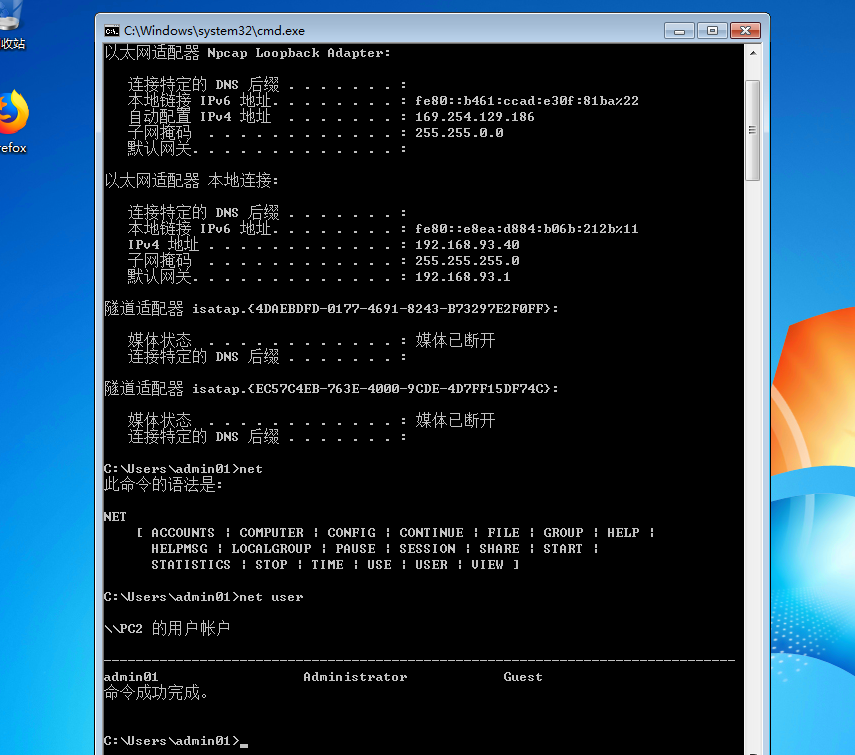 收站
refox
C:\Windows\system32\cmd.exe
以太网适配器 Npcap Loopback Adapter:
连接特定的 DNS 后缀 . . . . . . . :
本地链接 IPv6 地址. . . . . . . . : fe80::b461:ccad:e30f:81ba%22
自动配置 IPv4 地址  . . . . . . . : 169.254.129.186
子网掩码  . . . . . . . . . . . . : 255.255.0.0
默认网关. . . . . . . . . . . . . :
以太网适配器 本地连接:
连接特定的 DNS 后缀 . . . . . . . :
本地链接 IPv6 地址. . . . . . . . : fe80::e8ea:d884:b06b:212b%11
IPv4 地址 . . . . . . . . . . . . : 192.168.93.40
子网掩码  . . . . . . . . . . . . : 255.255.255.0
默认网关. . . . . . . . . . . . . : 192.168.93.1
隧道适配器 isatap.{4DAEBDFD-0177-4691-8243-B73297E2F0FF}:
媒体状态  . . . . . . . . . . . . : 媒体已断开
连接特定的 DNS 后缀 . . . . . . . :
隧道适配器 isatap.{EC57C4EB-763E-4000-9CDE-4D7FF15DF74C}:
媒体状态  . . . . . . . . . . . . : 媒体已断开
连接特定的 DNS 后缀 . . . . . . . :
C:\Users\admin01>net
此命令的语法是:
NET
[ ACCOUNTS | COMPUTER | CONFIG | CONTINUE | FILE | GROUP | HELP |
HELPMSG | LOCALGROUP | PAUSE | SESSION | SHARE | START |
STATISTICS | STOP | TIME | USE | USER | VIEW ]
C:\Users\admin01>net user
\\PC2 的用户帐户
-------------------------------------------------------------------------------
admin01                  Administrator            Guest
命令成功完成。
C:\Users\admin01>